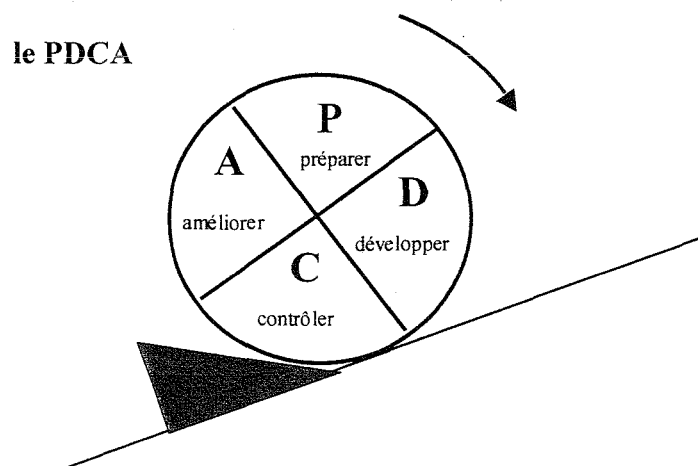 le PDCA
P
préparer
A
améliorer
D
développer
C
contrôler